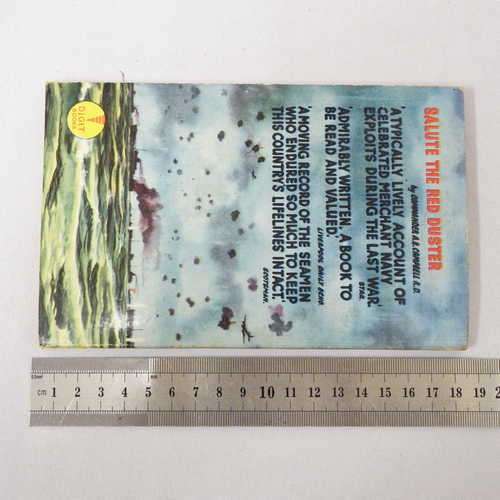 SALUTE THE RED DUSTER
by COMMANDER A.B. CAMPBELL R.D.
'A TYPICALLY LIVELY ACCOUNT OF
CELEBRATED MERCHANT NAVY
EXPLOITS DURING THE LAST WAR.'
STAR.
'ADMIRABLY WRITTEN. A BOOK TO
BE READ AND VALUED.'
LIVERPOOL DAILY ECHO.
'A MOVING RECORD OF THE SEAMEN
WHO ENDURED SO MUCH TO KEEP
THIS COUNTRY'S LIFELINES INTACT.'
SCOTSMAN.
DIGIT
BOOKS
cm 1 2 3 4 5 6 7 8 9 10 11 12 13 14 15 16 17 18 19